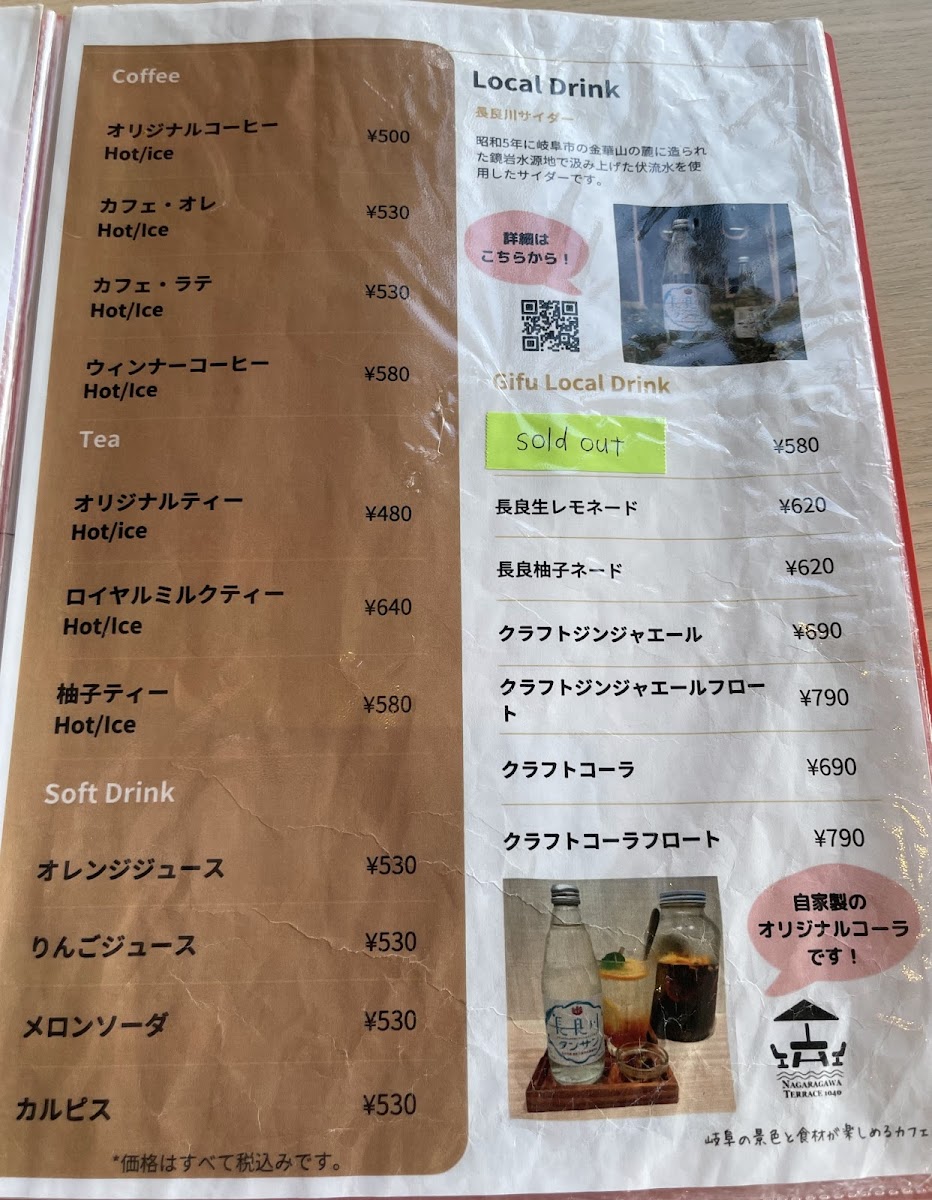 Coffee
オリジナルコーヒー ¥500
Hot/ice
カフェ・オレ ¥530
Hot/Ice
カフェ・ラテ ¥530
Hot/Ice
ウィンナーコーヒー ¥580
Hot/Ice
Tea
オリジナルティー ¥480
Hot/ice
ロイヤルミルクティー ¥640
Hot/Ice
柚子ティー ¥580
Hot/Ice
Soft Drink
オレンジジュース ¥530
りんごジュース ¥530
メロンソーダ ¥530
カルピス ¥530
*価格はすべて税込みです。
Local Drink
長良川サイダー
昭和5年に岐阜市の金華山の麓に造られ
た鏡岩水源地で汲み上げた伏流水を使
用したサイダーです。
詳細は
こちらから！
Gifu Local Drink
sold out ¥580
長良生レモネード ¥620
長良柚子ネード ¥620
クラフトジンジャエール ¥690
クラフトジンジャエールフロー ¥790
ト
クラフトコーラ ¥690
クラフトコーラフロート ¥790
自家製の
オリジナルコーラ
です！
長良川
タンサン
NAGARAGAWA
TERRACE 1040
岐阜の景色と食材が楽しめるカフェ